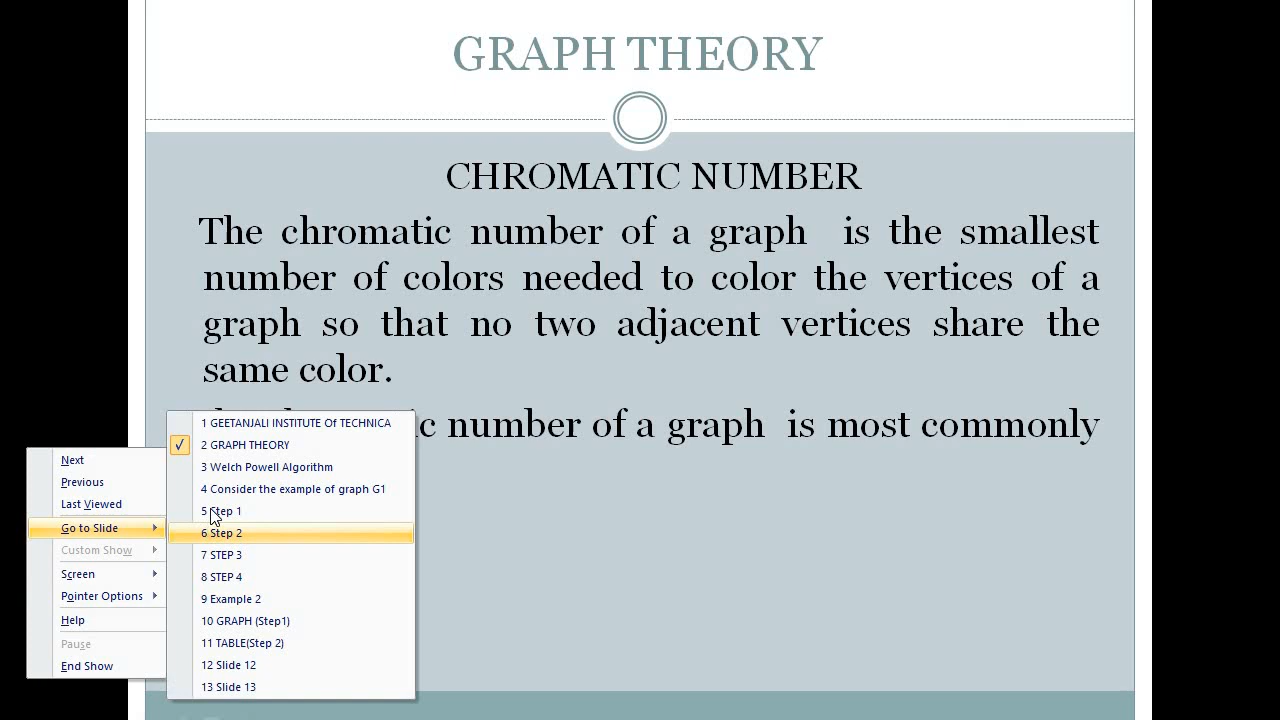 GRAPH THEORY
CHROMATIC NUMBER
The chromatic number of a graph is the smallest
number of colors needed to color the vertices of a
graph so that no two adjacent vertices share the
same color.
number of a graph is most commonly
Next
Previous
Last Viewed
Go to Slide
Custom Show
Screen
Pointer Options
Help
Pause
End Show
1 GEETANJALI INSTITUTE Of TECHNICA
2 GRAPH THEORY
3 Welch Powell Algorithm
4 Consider the example of graph G1
5 Step 1
6 Step 2
7 STEP 3
8 STEP 4
9 Example 2
10 GRAPH (Step1)
11 TABLE(Step 2)
12 Slide 12
13 Slide 13